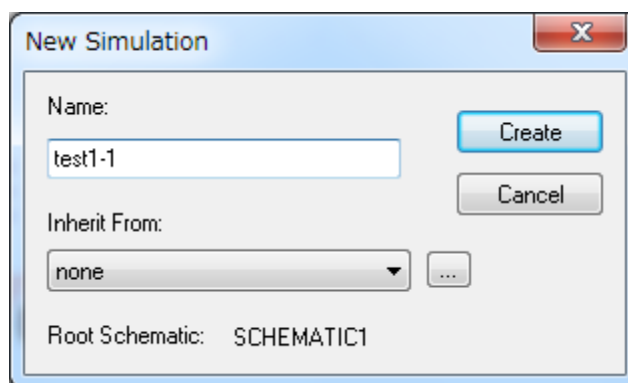 New Simulation
Name:
Create
test1-1
Cancel
Inherit From:
none
...
Root Schematic: SCHEMATIC1